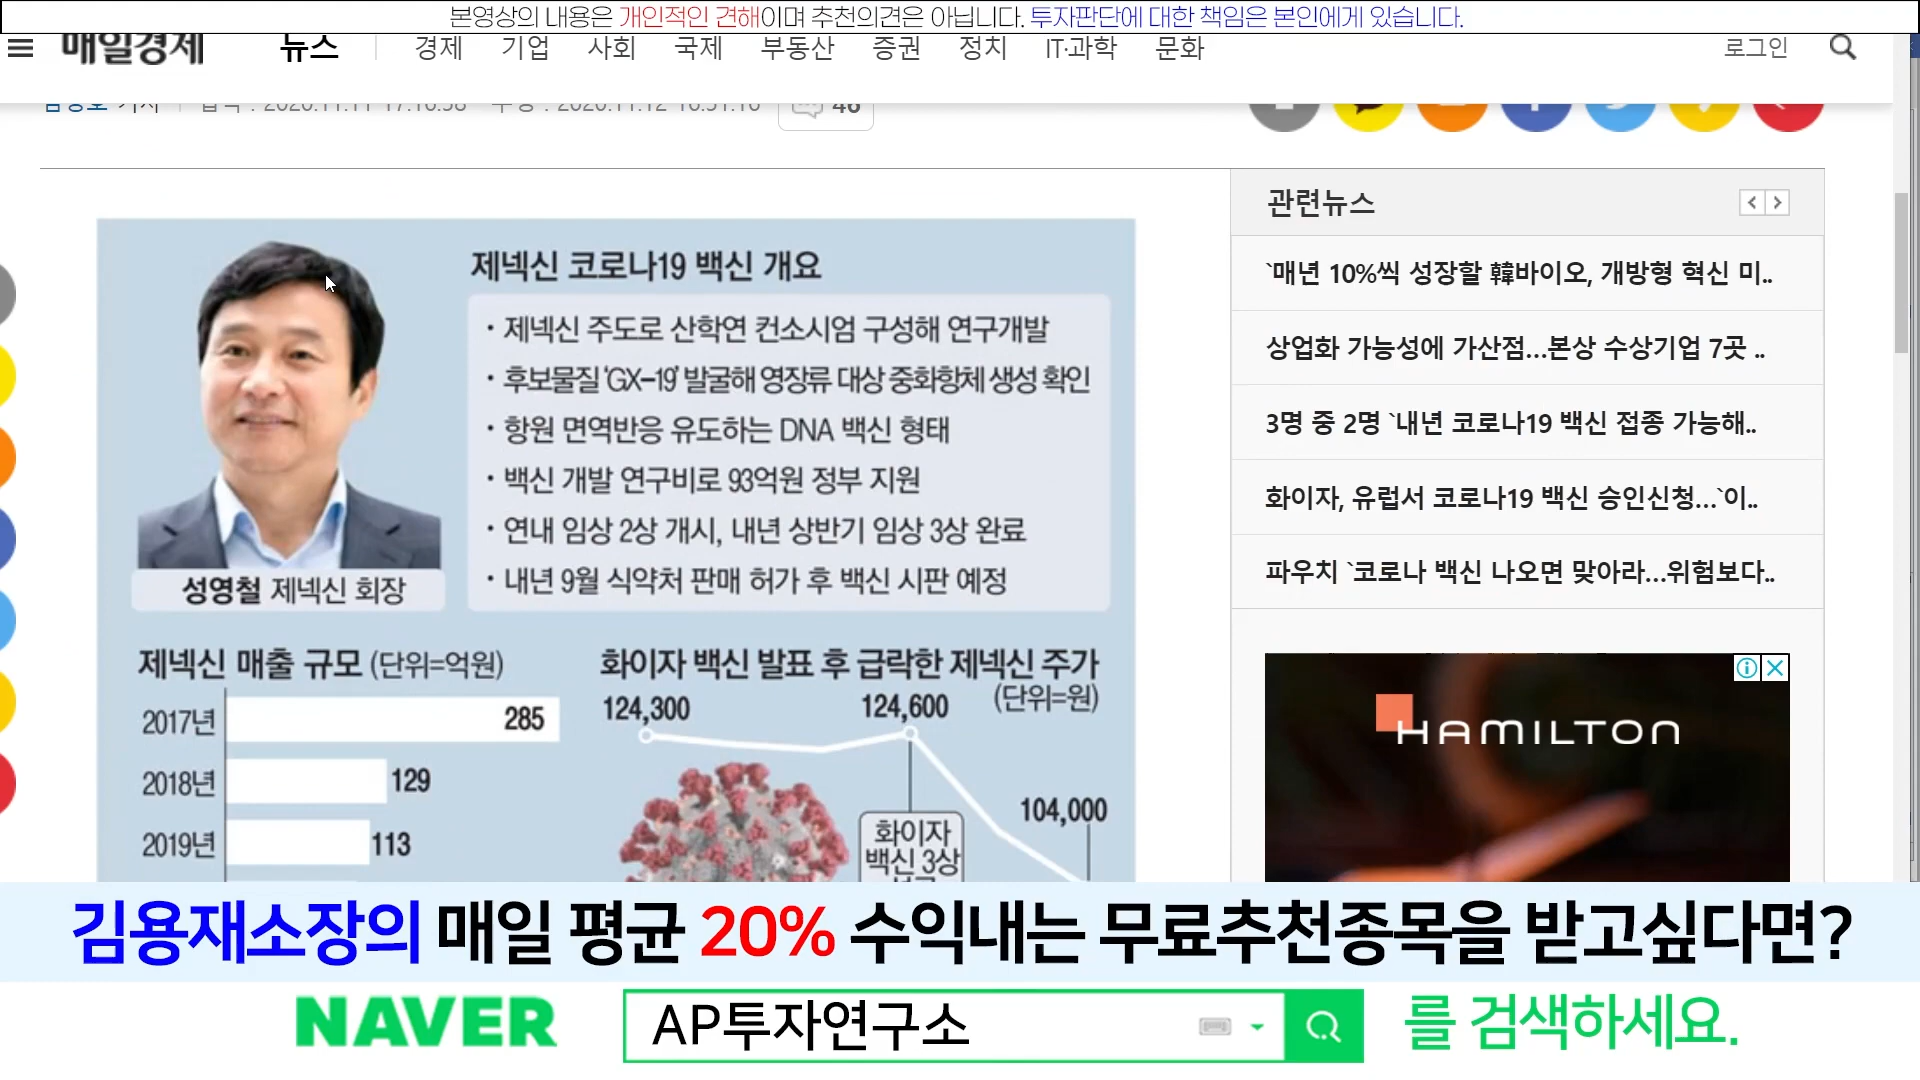 본영상의 내용은 개인적인 견해이며 추천의견은 아닙니다. 투자판단에 대한 책임은 본인에게 있습니다.
매일경제 뉴스 경제 기업 사회 국제 부동산 증권 정치 IT·과학 문화 로그인
46
제넥신 코로나19 백신 개요
· 제넥신 주도로 산학연 컨소시엄 구성해 연구개발
· 후보물질 ‘GX-19’ 발굴해 영장류 대상 중화항체 생성 확인
· 항원 면역반응 유도하는 DNA 백신 형태
· 백신 개발 연구비로 93억원 정부 지원
· 연내 임상 2상 개시, 내년 상반기 임상 3상 완료
· 내년 9월 식약처 판매 허가 후 백신 시판 예정
성영철 제넥신 회장
제넥신 매출 규모 (단위=억원)
2017년 285
2018년 129
2019년 113
화이자 백신 발표 후 급락한 제넥신 주가
(단위=원)
124,300
124,600
104,000
화이자
백신 3상
관련뉴스
`매년 10%씩 성장할 韓바이오, 개방형 혁신 미..
상업화 가능성에 가산점…본상 수상기업 7곳 ..
3명 중 2명 `내년 코로나19 백신 접종 가능해..
화이자, 유럽서 코로나19 백신 승인신청…`이..
파우치 `코로나 백신 나오면 맞아라…위험보다..
HAMILTON
김용재소장의 매일 평균 20% 수익내는 무료추천종목을 받고싶다면?
NAVER AP투자연구소 를 검색하세요.